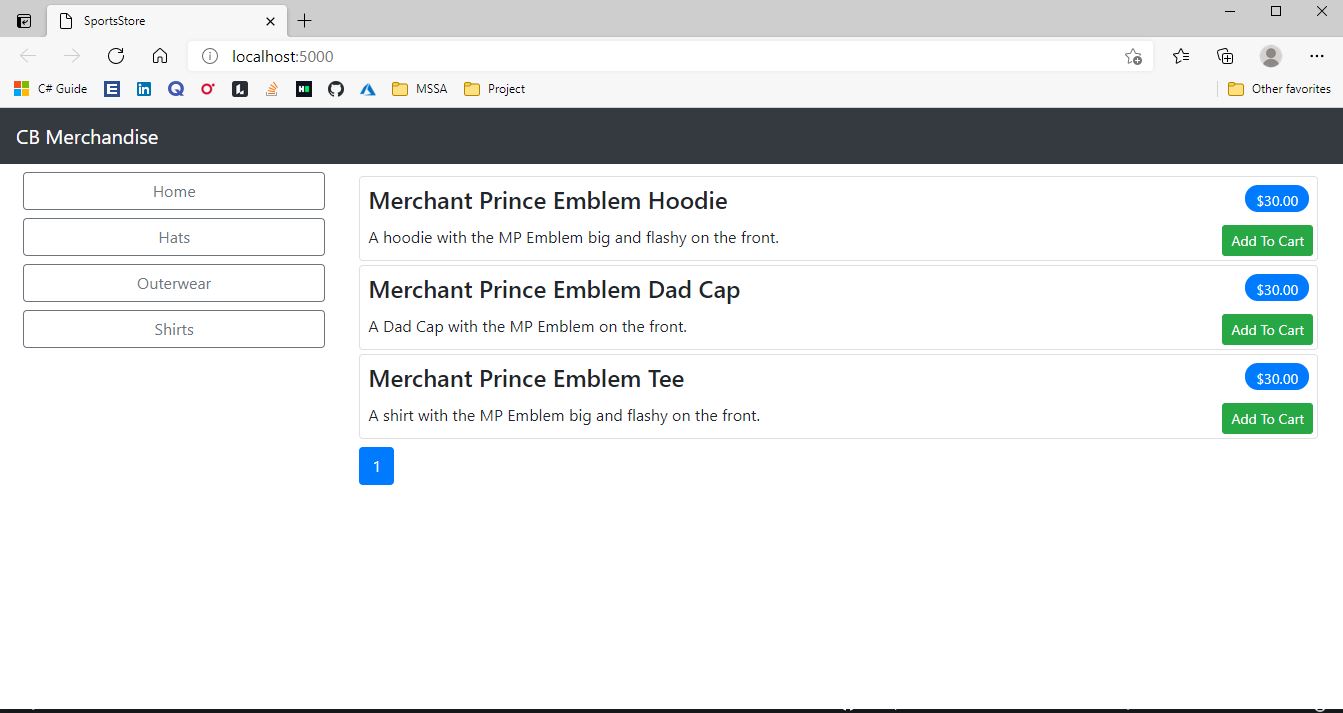 SportsStore
localhost:5000
C# Guide
MSSA
Project
Other favorites
CB Merchandise
Home
Hats
Outerwear
Shirts
Merchant Prince Emblem Hoodie
$30.00
A hoodie with the MP Emblem big and flashy on the front.
Add To Cart
Merchant Prince Emblem Dad Cap
$30.00
A Dad Cap with the MP Emblem on the front.
Add To Cart
Merchant Prince Emblem Tee
$30.00
A shirt with the MP Emblem big and flashy on the front.
Add To Cart
1